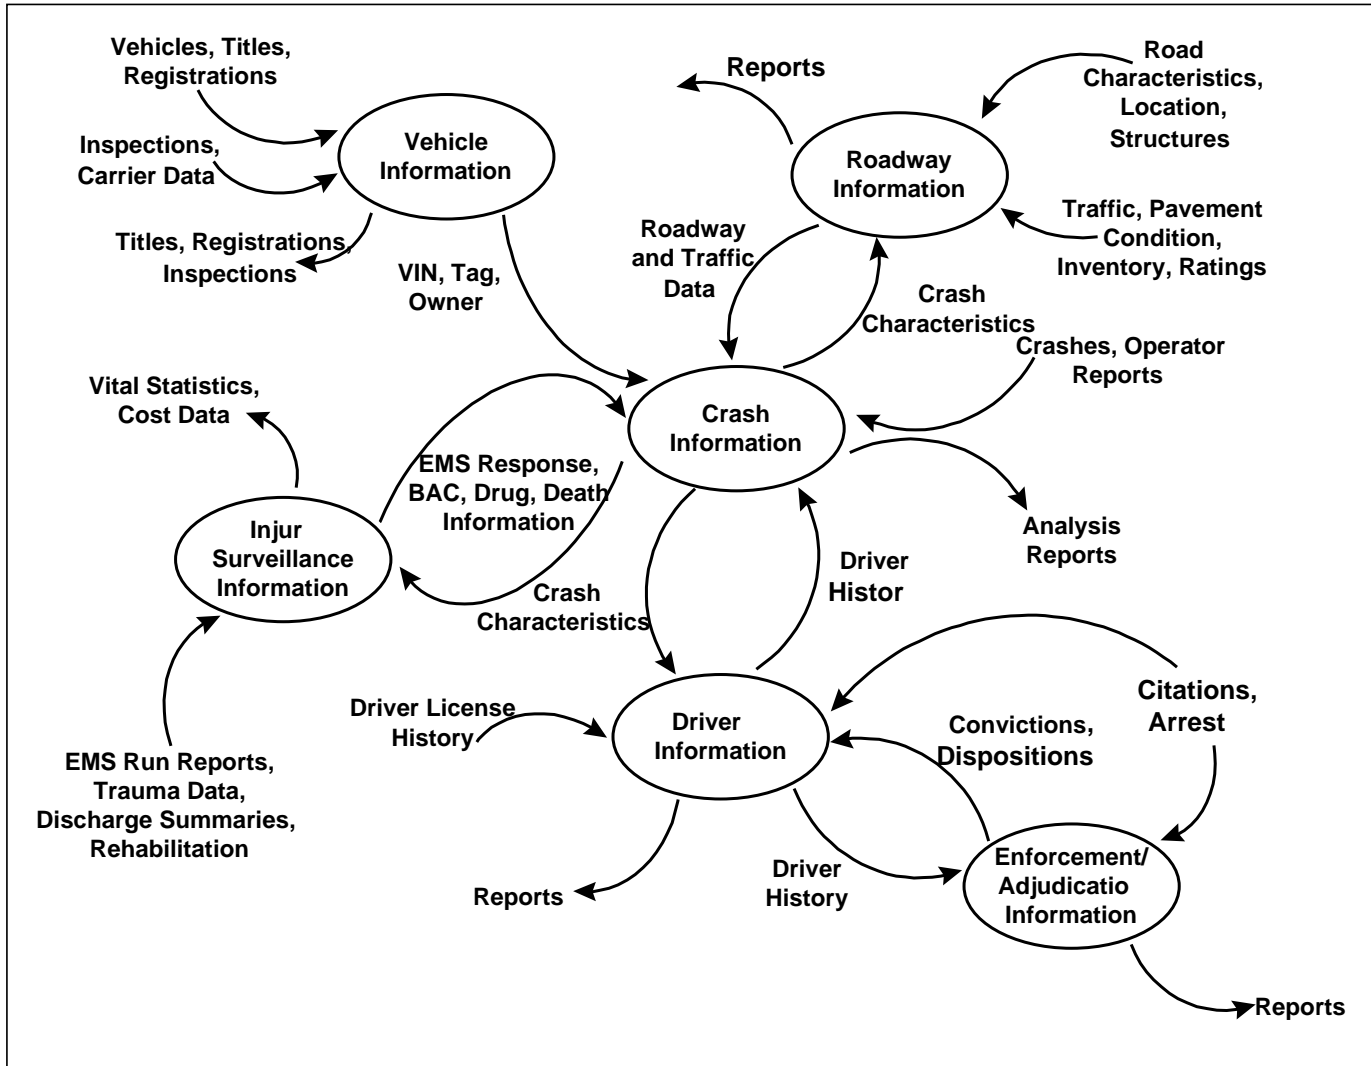 Vehicles, Titles,
Registrations
Inspections,
Carrier Data
Vehicle
Information
Titles, Registrations,
Inspections
VIN, Tag,
Owner
Reports
Road
Characteristics,
Location,
Structures
Roadway
Information
Traffic, Pavement
Condition,
Inventory, Ratings
Roadway
and Traffic
Data
Crash
Characteristics
Crashes, Operator
Reports
Vital Statistics,
Cost Data
Crash
Information
EMS Response,
BAC, Drug, Death
Information
Analysis
Reports
Injur
Surveillance
Information
Crash
Characteristics
Driver
Histor
EMS Run Reports,
Trauma Data,
Discharge Summaries,
Rehabilitation
Driver License
History
Driver
Information
Convictions,
Dispositions
Citations,
Arrest
Reports
Driver
History
Enforcement/
Adjudicatio
Information
Reports